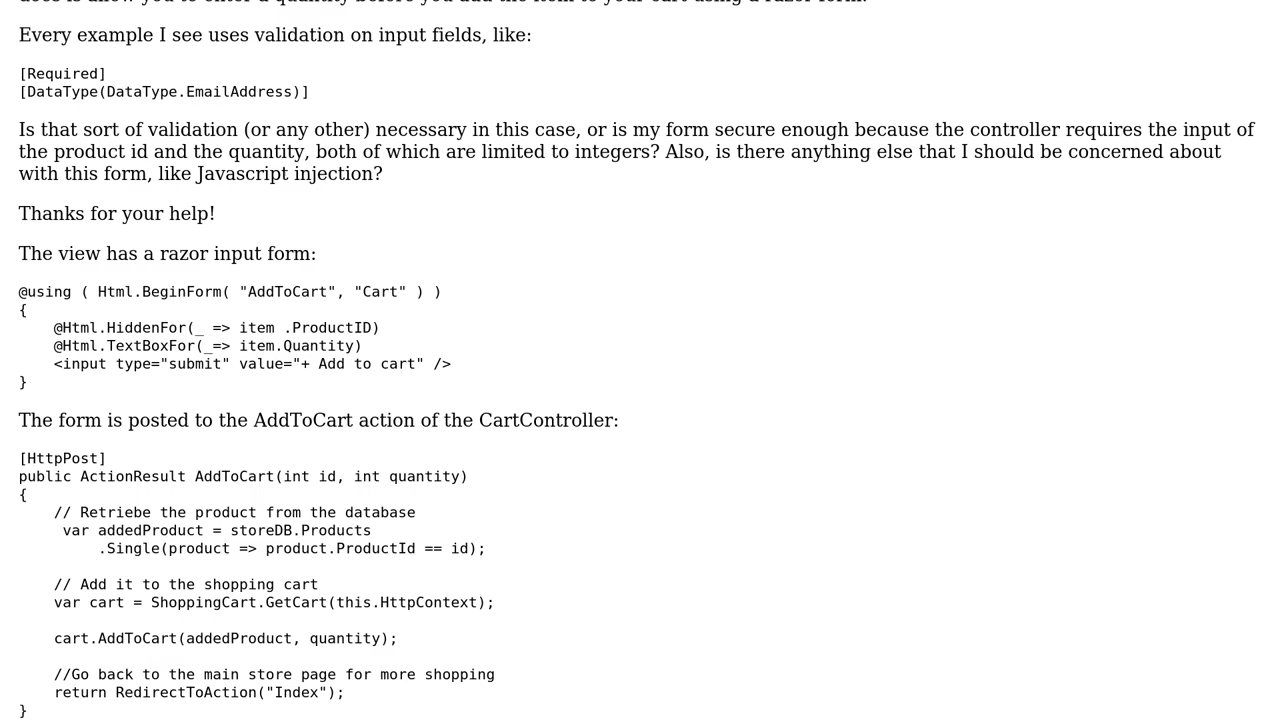 Every example I see uses validation on input fields, like:
[Required]
[DataType(DataType.EmailAddress)]
Is that sort of validation (or any other) necessary in this case, or is my form secure enough because the controller requires the input of
the product id and the quantity, both of which are limited to integers? Also, is there anything else that I should be concerned about
with this form, like Javascript injection?
Thanks for your help!
The view has a razor input form:
@using ( Html.BeginForm( "AddToCart", "Cart" ) )
{
    @Html.HiddenFor(_ => item .ProductID)
    @Html.TextBoxFor(_=> item.Quantity)
    <input type="submit" value="+ Add to cart" />
}
The form is posted to the AddToCart action of the CartController:
[HttpPost]
public ActionResult AddToCart(int id, int quantity)
{
    // Retriebe the product from the database
     var addedProduct = storeDB.Products
         .Single(product => product.ProductId == id);
    // Add it to the shopping cart
    var cart = ShoppingCart.GetCart(this.HttpContext);
    cart.AddToCart(addedProduct, quantity);
    //Go back to the main store page for more shopping
    return RedirectToAction("Index");
}